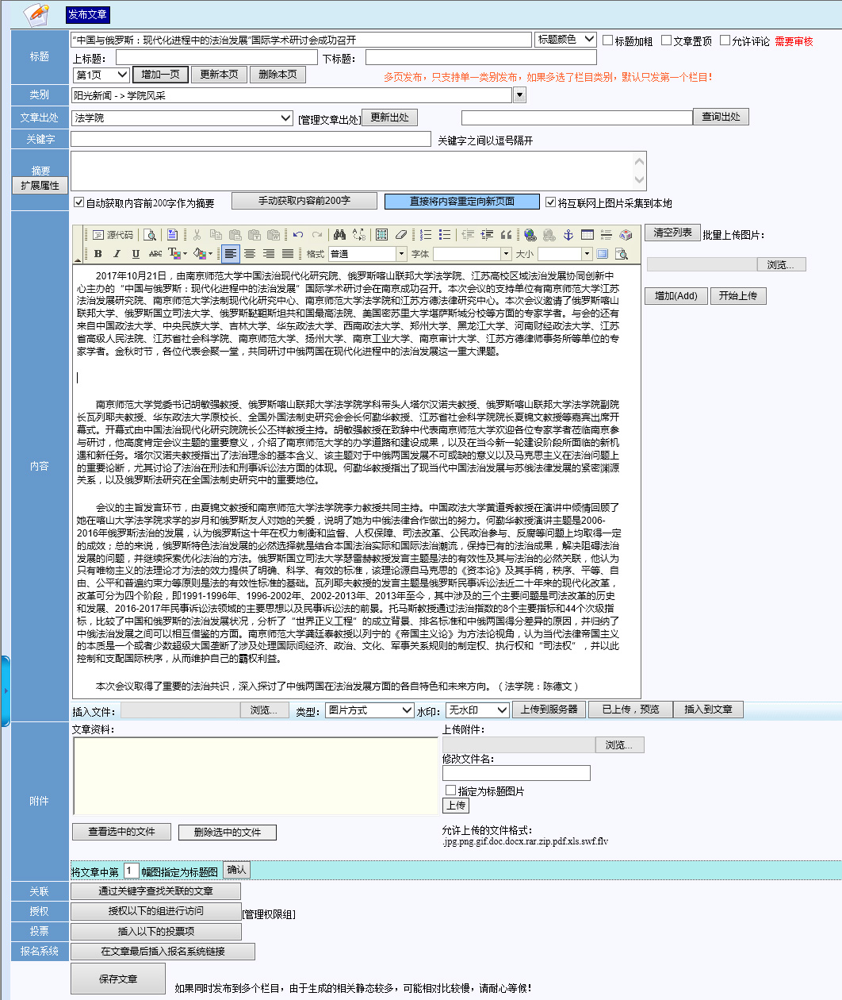 发布文章
标题
"中国与俄罗斯：现代化进程中的法治发展"国际学术研讨会成功召开
标题颜色
标题加粗
文章置顶
允许评论
需要审核
上标题：
下标题：
第1页
增加一页
更新本页
删除本页
多页发布，只支持单一类别发布，如果多选了栏目类别，默认只发第一个栏目！
类别
阳光新闻 -> 学院风采
文章出处
法学院
[管理文章出处]
更新出处
查询出处
关键字
关键字之间以逗号隔开
摘要
扩展属性
自动获取内容前200字作为摘要
手动获取内容前200字
直接将内容重定向新页面
将互联网上图片采集到本地
源代码
B I U ABC
格式 普通
字体
大小
清空列表
批量上传图片：
浏览...
增加(Add)
开始上传
内容
2017年10月21日，由南京师范大学中国法治现代化研究院、俄罗斯喀山联邦大学法学院、江苏高校区域法治发展协同创新中
心主办的“中国与俄罗斯：现代化进程中的法治发展”国际学术研讨会在南京成功召开。本次会议的支持单位有南京师范大学江苏
法治发展研究院、南京师范大学法制现代化研究中心、南京师范大学法学院和江苏方德法律研究中心。本次会议邀请了俄罗斯喀山
联邦大学、俄罗斯国立司法大学、俄罗斯鞑靼斯坦共和国最高法院、美国密苏里大学堪萨斯城分校等方面的专家学者。与会的还有
来自中国政法大学、中央民族大学、吉林大学、华东政法大学、西南政法大学、郑州大学、黑龙江大学、河南财经政法大学、江苏
省高级人民法院、江苏省社会科学院、南京师范大学、扬州大学、南京工业大学、南京审计大学、江苏方德律师事务所等单位的专
家学者。金秋时节，各位代表会聚一堂，共同研讨中俄两国在现代化进程中的法治发展这一重大课题。
南京师范大学党委书记胡敏强教授、俄罗斯喀山联邦大学法学院学科带头人塔尔汉诺夫教授、俄罗斯喀山联邦大学法学院副院
长瓦列耶夫教授、华东政法大学原校长、全国外国法制史研究会会长何勤华教授、江苏省社会科学院院长夏锦文教授等嘉宾出席开
幕式。开幕式由中国法治现代化研究院院长公丕祥教授主持。胡敏强教授在致辞中代表南京师范大学欢迎各位专家学者莅临南京参
与研讨，他高度肯定会议主题的重要意义，介绍了南京师范大学的办学道路和建设成果，以及在当今新一轮建设阶段所面临的新机
遇和新任务。塔尔汉诺夫教授指出了法治理念的基本含义、该主题对于中俄两国发展不可或缺的意义以及马克思主义在法治问题上
的重要论断，尤其讨论了法治在刑法和刑事诉讼法方面的体现。何勤华教授指出了现当代中国法治发展与苏俄法律发展的紧密渊源
关系，以及俄罗斯法研究在全国法制史研究中的重要地位。
会议的主旨发言环节，由夏锦文教授和南京师范大学法学院李力教授共同主持。中国政法大学黄道秀教授在演讲中倾情回顾了
她在喀山大学法学院求学的岁月和俄罗斯友人对她的关爱，说明了她为中俄法律合作做出的努力。何勤华教授演讲主题是2006-
2016年俄罗斯法治的发展，认为俄罗斯这十年在权力制衡和监督、人权保障、司法改革、公民政治参与、反腐等问题上均取得一定
的成效；总的来说，俄罗斯特色法治发展的必然选择就是结合本国法治实际和国际法治潮流，保持已有的法治成果，解决阻碍法治
发展的问题，并继续探索优化法治的方法。俄罗斯国立司法大学瑟雷赫教授发言主题是法的有效性及其与法治的必然关联，他认为
只有唯物主义的法理论才为法的效力提供了明确、科学、有效的标准，该理论源自马克思的《资本论》及其手稿，秩序、平等、自
由、公平和普遍约束力等原则是法的有效性标准的基础。瓦列耶夫教授的发言主题是俄罗斯民事诉讼法近二十年来的现代化改革，
改革可分为四个阶段，即1991-1996年、1996-2002年、2002-2013年、2013年至今，其中涉及的三个主要问题是司法改革的历史
和发展、2016-2017年民事诉讼法领域的主要思想以及民事诉讼法的前景。托马斯教授通过法治指数的8个主要指标和44个次级指
标，比较了中国和俄罗斯的法治发展状况，分析了“世界正义工程”的成立背景、排名标准和中俄两国得分差异的原因，并归纳了
中俄法治发展之间可以相互借鉴的方面。南京师范大学龚廷泰教授以列宁的《帝国主义论》为方法论视角，认为当代法律帝国主义
的本质是一个或者少数超级大国垄断了涉及处理国际间经济、政治、文化、军事关系规则的制定权、执行权和“司法权”，并以此
控制和支配国际秩序，从而维护自己的霸权利益。
本次会议取得了重要的法治共识，深入探讨了中俄两国在法治发展方面的各自特色和未来方向。（法学院：陈德文）
插入文件：
浏览...
类型：
图片方式
水印：
无水印
上传到服务器
已上传，预览
插入到文章
附件
文章资料：
上传附件：
浏览...
修改文件名：
指定为标题图片
上传
查看选中的文件
删除选中的文件
允许上传的文件格式：
.jpg.png.gif.doc.docx.rar.zip.pdf.xls.swf.flv
将文章中第 1 幅图指定为标题图 确认
关联
通过关键字查找关联的文章
授权
授权以下的组进行访问
[管理权限组]
投票
插入以下的投票项
报名系统
在文章最后插入报名系统链接
保存文章
如果同时发布到多个栏目，由于生成的相关静态较多，可能相对比较慢，请耐心等候！